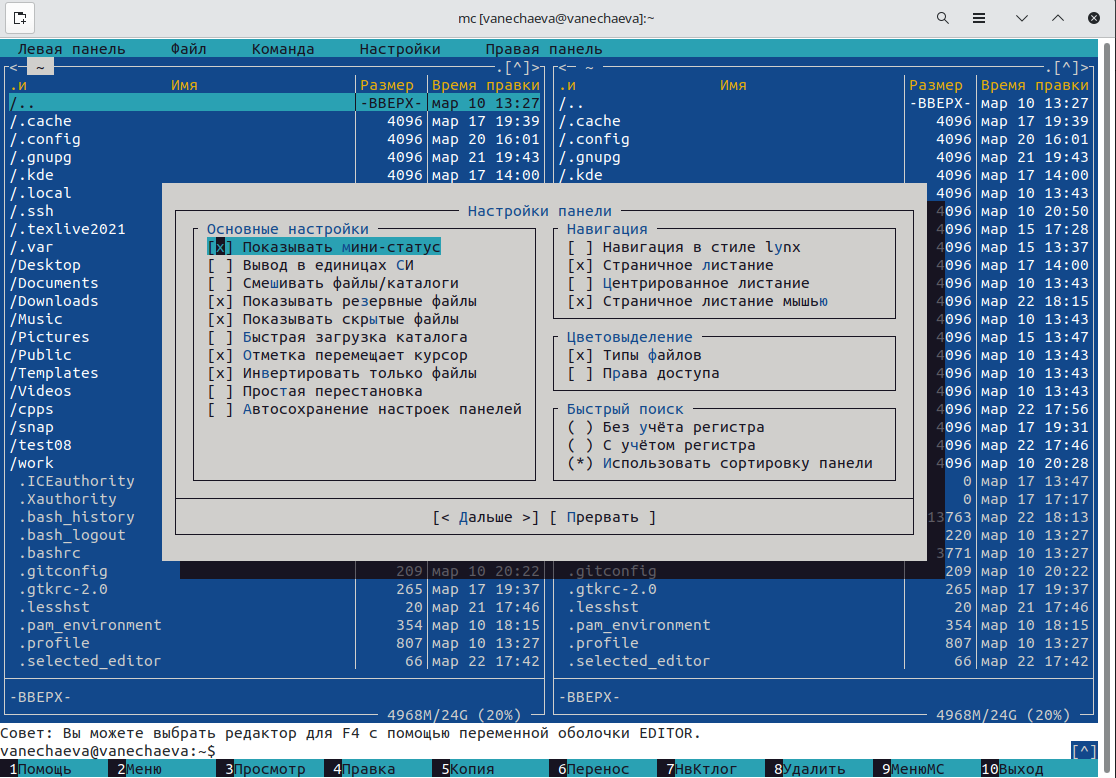 mc [vanechaeva@vanechaeva]:~
Левая панель Файл Команда Настройки Правая панель
<─ ~ .[^]> <─ ~ .[^]>
.и Имя Размер Время правки .и Имя Размер Время правки
/.. -ВВЕРХ- мар 10 13:27 /.. -ВВЕРХ- мар 10 13:27
/.cache 4096 мар 17 19:39 /.cache 4096 мар 17 19:39
/.config 4096 мар 20 16:01 /.config 4096 мар 20 16:01
/.gnupg 4096 мар 21 19:43 /.gnupg 4096 мар 21 19:43
/.kde 4096 мар 17 14:00 /.kde 4096 мар 17 14:00
/.local 4096 мар 10 13:43
/.ssh Настройки панели 4096 мар 10 20:50
/.texlive2021 Основные настройки Навигация 4096 мар 15 17:28
/.var [x] Показывать мини-статус [ ] Навигация в стиле lynx 4096 мар 15 13:37
/Desktop [ ] Вывод в единицах СИ [x] Страничное листание 4096 мар 17 14:00
/Documents [ ] Смешивать файлы/каталоги [ ] Центрированное листание 4096 мар 10 13:43
/Downloads [x] Показывать резервные файлы [x] Страничное листание мышью 4096 мар 22 18:15
/Music [x] Показывать скрытые файлы 4096 мар 10 13:43
/Pictures [ ] Быстрая загрузка каталога Цветовыделение 4096 мар 15 13:47
/Public [x] Отметка перемещает курсор [x] Типы файлов 4096 мар 10 13:43
/Templates [x] Инвертировать только файлы [ ] Права доступа 4096 мар 10 13:43
/Videos [ ] Простая перестановка 4096 мар 10 13:43
/cpps [ ] Автосохранение настроек панелей Быстрый поиск 4096 мар 22 17:56
/snap ( ) Без учёта регистра 4096 мар 17 19:31
/test08 ( ) С учётом регистра 4096 мар 22 17:46
/work (*) Использовать сортировку панели 4096 мар 10 20:28
.ICEauthority 0 мар 17 13:47
.Xauthority 0 мар 17 17:17
.bash_history [< Дальше >] [ Прервать ] 13763 мар 22 18:13
.bash_logout 220 мар 10 13:27
.bashrc 3771 мар 10 13:27
.gitconfig 209 мар 10 20:22 .gitconfig 209 мар 10 20:22
.gtkrc-2.0 265 мар 17 19:37 .gtkrc-2.0 265 мар 17 19:37
.lesshst 20 мар 21 17:46 .lesshst 20 мар 21 17:46
.pam_environment 354 мар 10 18:15 .pam_environment 354 мар 10 18:15
.profile 807 мар 10 13:27 .profile 807 мар 10 13:27
.selected_editor 66 мар 22 17:42 .selected_editor 66 мар 22 17:42
-ВВЕРХ- -ВВЕРХ-
4968M/24G (20%) 4968M/24G (20%)
Совет: Вы можете выбрать редактор для F4 с помощью переменной оболочки EDITOR.
vanechaeva@vanechaeva:~$ [^]
1Помощь 2Меню 3Просмотр 4Правка 5Копия 6Перенос 7НвКтлог 8Удалить 9МенюМС 10Выход